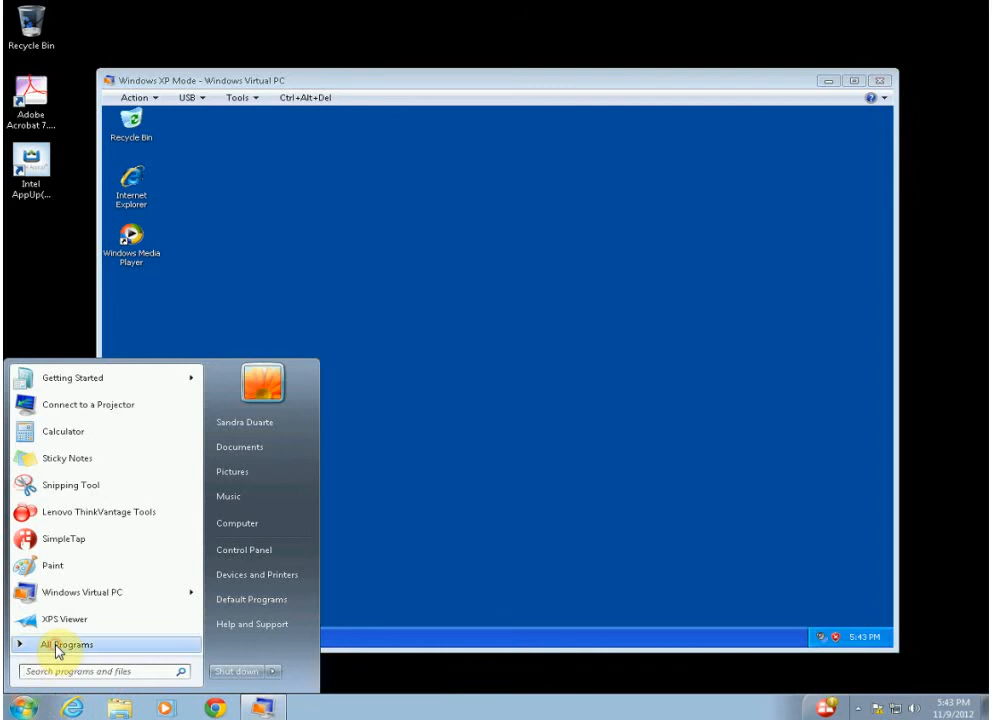 Recycle Bin
Adobe
Acrobat 7....
Intel
AppUp(...
Windows XP Mode - Windows Virtual PC
Action USB Tools Ctrl+Alt+Del
Recycle Bin
Internet
Explorer
Windows Media
Player
5:43 PM
Getting Started
Connect to a Projector
Calculator
Sticky Notes
Snipping Tool
Lenovo ThinkVantage Tools
SimpleTap
Paint
Windows Virtual PC
XPS Viewer
All Programs
Search programs and files
Sandra Duarte
Documents
Pictures
Music
Computer
Control Panel
Devices and Printers
Default Programs
Help and Support
Shut down
5:43 PM
11/9/2012